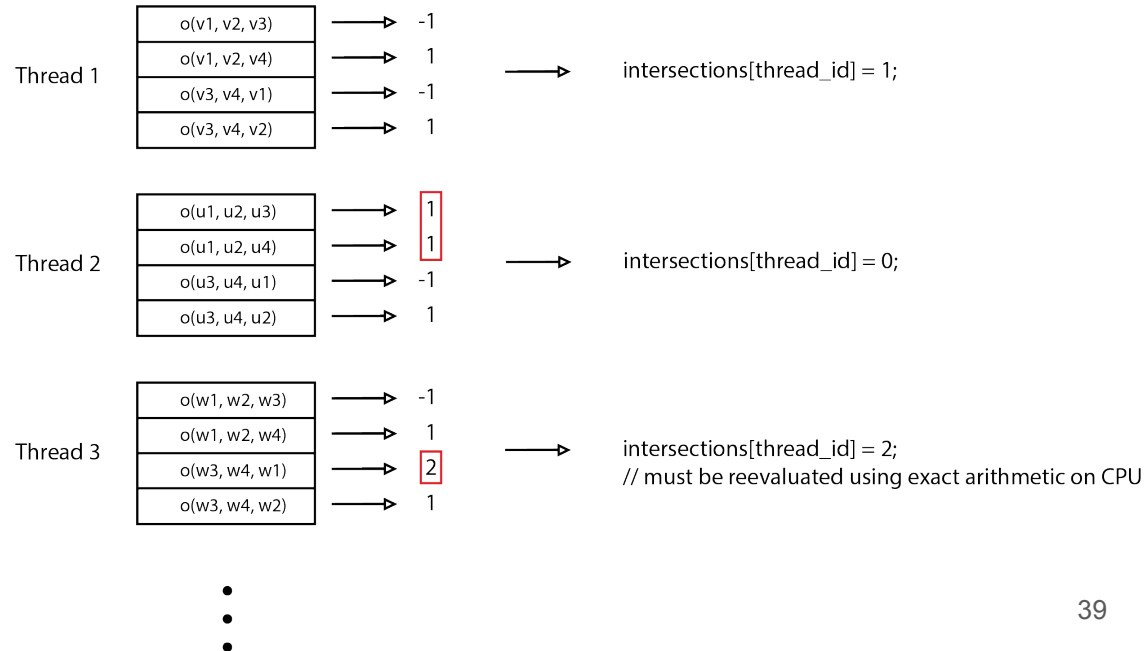 Thread 1
o(v1, v2, v3) -1
o(v1, v2, v4) 1
o(v3, v4, v1) -1
o(v3, v4, v2) 1
intersections[thread_id] = 1;
Thread 2
o(u1, u2, u3) 1
o(u1, u2, u4) 1
o(u3, u4, u1) -1
o(u3, u4, u2) 1
intersections[thread_id] = 0;
Thread 3
o(w1, w2, w3) -1
o(w1, w2, w4) 1
o(w3, w4, w1) 2
o(w3, w4, w2) 1
intersections[thread_id] = 2;
// must be reevaluated using exact arithmetic on CPU
39